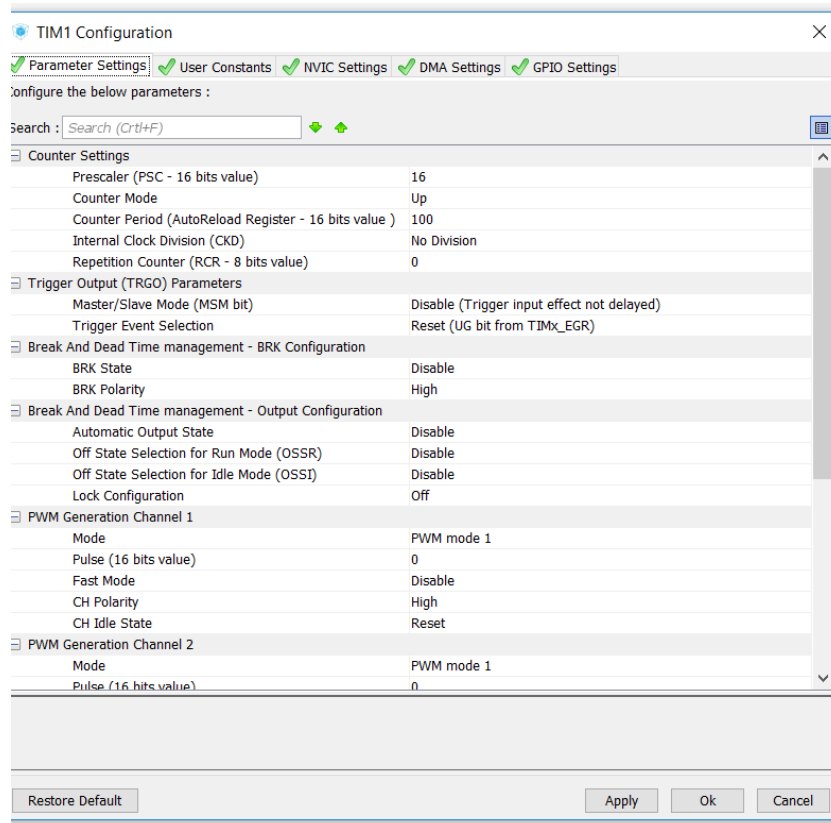 TIM1 Configuration
Parameter Settings User Constants NVIC Settings DMA Settings GPIO Settings
Configure the below parameters :
Search : Search (Crtl+F)
Counter Settings
Prescaler (PSC - 16 bits value) 16
Counter Mode Up
Counter Period (AutoReload Register - 16 bits value ) 100
Internal Clock Division (CKD) No Division
Repetition Counter (RCR - 8 bits value) 0
Trigger Output (TRGO) Parameters
Master/Slave Mode (MSM bit) Disable (Trigger input effect not delayed)
Trigger Event Selection Reset (UG bit from TIMx_EGR)
Break And Dead Time management - BRK Configuration
BRK State Disable
BRK Polarity High
Break And Dead Time management - Output Configuration
Automatic Output State Disable
Off State Selection for Run Mode (OSSR) Disable
Off State Selection for Idle Mode (OSSI) Disable
Lock Configuration Off
PWM Generation Channel 1
Mode PWM mode 1
Pulse (16 bits value) 0
Fast Mode Disable
CH Polarity High
CH Idle State Reset
PWM Generation Channel 2
Mode PWM mode 1
Pulse (16 bits value) 0
Restore Default Apply Ok Cancel